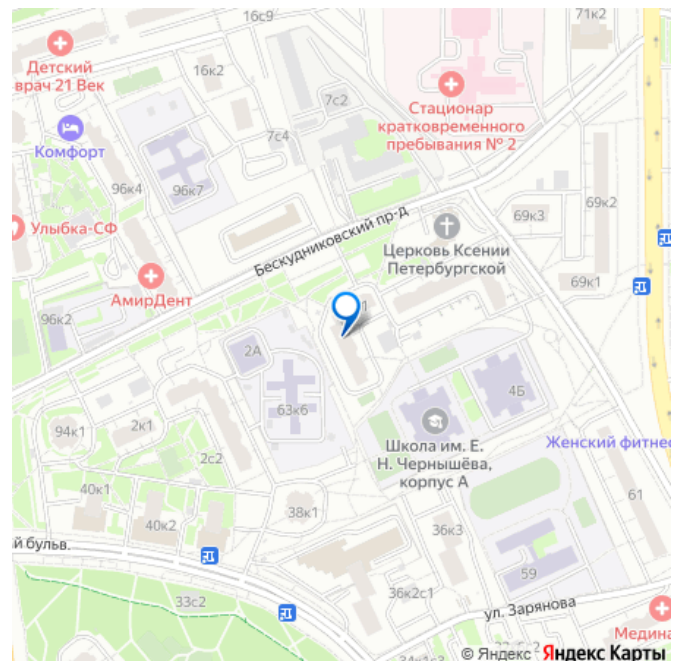 16с9
71к2
Детский
врач 21 Век
16к2
7с2
Стационар
кратковременного
пребывания № 2
7с4
Комфорт
96к4
96к7
69к2
69к3
Улыбка-СФ
Бескудниковский пр-д
Церковь Ксении
Петербургской
АмирДент
69к1
96к2
1
2А
4Б
63к6
Школа им. Е.
Н. Чернышёва,
корпус А
94к1
2к1
Женский фитнес
2с2
40к1
61
38к1
40к2
36к3
й бульв.
59
36к2с1
33с2
ул. Зарянова
Медина
34к1с1
© Яндекс Яндекс Карты